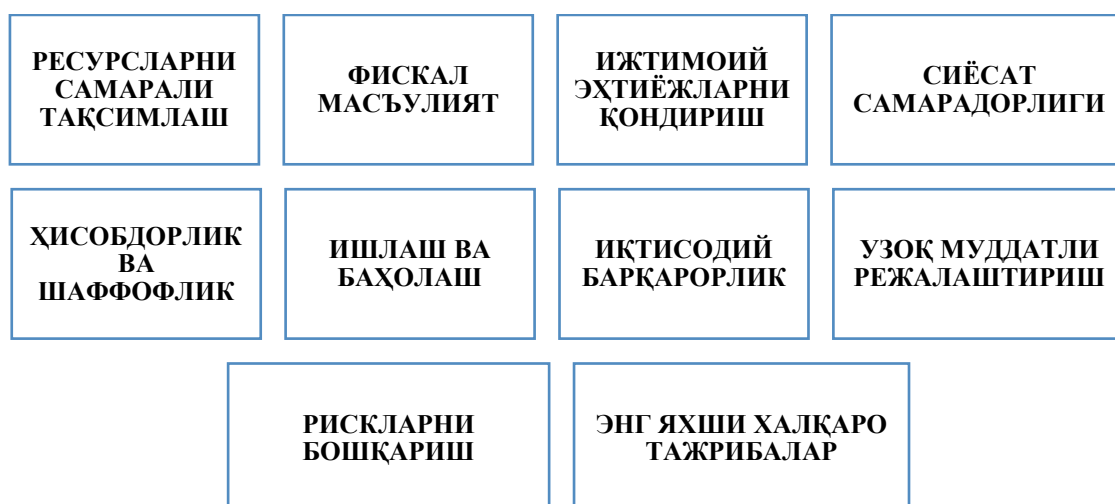 РЕСУРСЛАРНИ
САМАРАЛИ
ТАҚСИМЛАШ
ФИСКАЛ
МАСЪУЛИЯТ
ИЖТИМОИЙ
ЭҲТИЁЖЛАРНИ
ҚОНДИРИШ
СИЁСАТ
САМАРАДОРЛИГИ
ҲИСОБДОРЛИК
ВА
ШАФФОФЛИК
ИШЛАШ ВА
БАҲОЛАШ
ИҚТИСОДИЙ
БАРҚАРОРЛИК
УЗОҚ МУДДАТЛИ
РЕЖАЛАШТИРИШ
РИСКЛАРНИ
БОШҚАРИШ
ЭНГ ЯХШИ ХАЛҚАРО
ТАЖРИБАЛАР